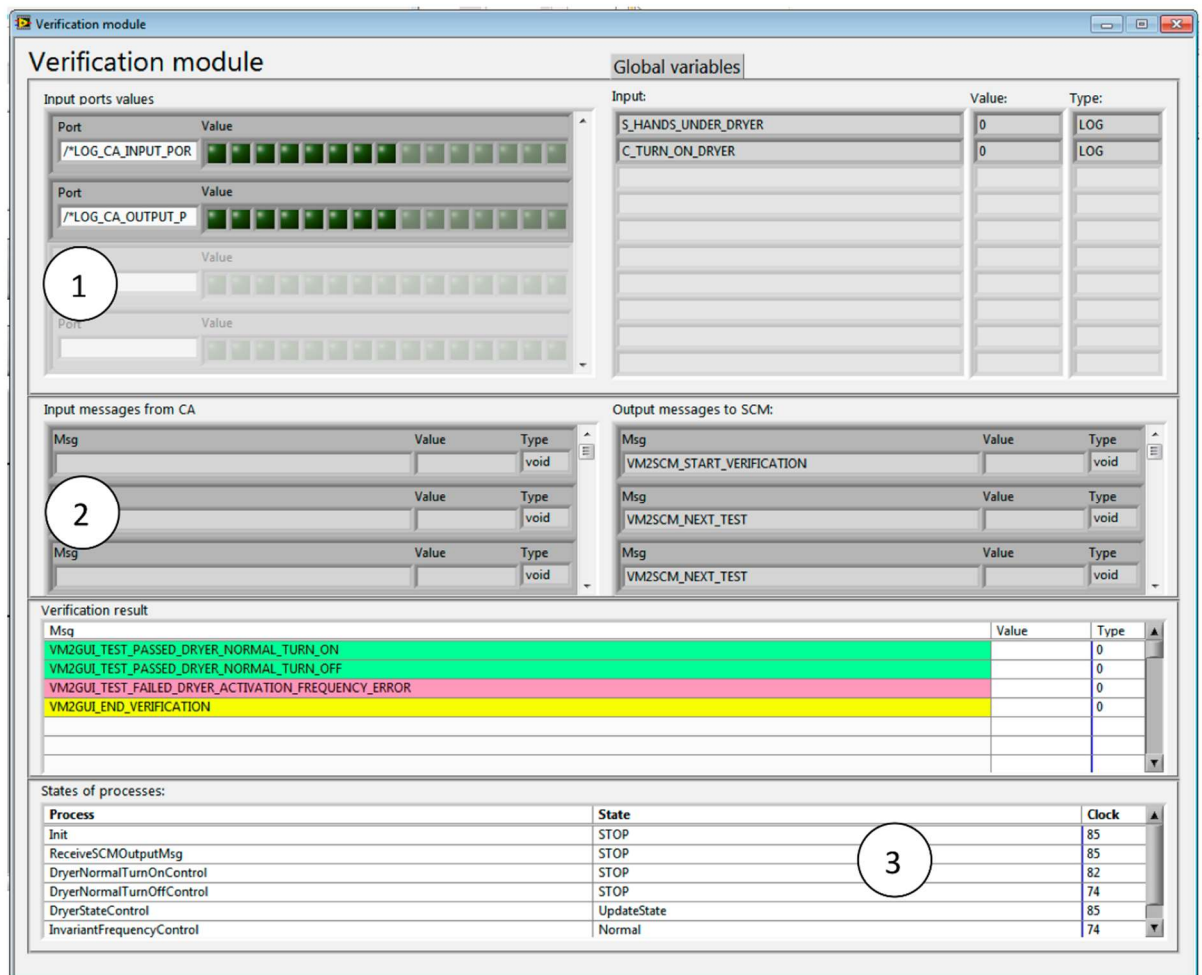 Verification module
Verification module
Global variables
Input ports values
Port Value
/*LOG_CA_INPUT_POR
Port Value
/*LOG_CA_OUTPUT_P
Value
1
Port Value
Input: Value: Type:
S_HANDS_UNDER_DRYER 0 LOG
C_TURN_ON_DRYER 0 LOG
Input messages from CA
Msg Value Type
void
Value Type
2
void
Msg Value Type
void
Output messages to SCM:
Msg Value Type
VM2SCM_START_VERIFICATION void
Msg Value Type
VM2SCM_NEXT_TEST void
Msg Value Type
VM2SCM_NEXT_TEST void
Verification result
Msg Value Type
VM2GUI_TEST_PASSED_DRYER_NORMAL_TURN_ON 0
VM2GUI_TEST_PASSED_DRYER_NORMAL_TURN_OFF 0
VM2GUI_TEST_FAILED_DRYER_ACTIVATION_FREQUENCY_ERROR 0
VM2GUI_END_VERIFICATION 0
States of processes:
Process State Clock
Init STOP 85
ReceiveSCMOutputMsg STOP 85
DryerNormalTurnOnControl STOP 82
3
DryerNormalTurnOffControl STOP 74
DryerStateControl UpdateState 85
InvariantFrequencyControl Normal 74